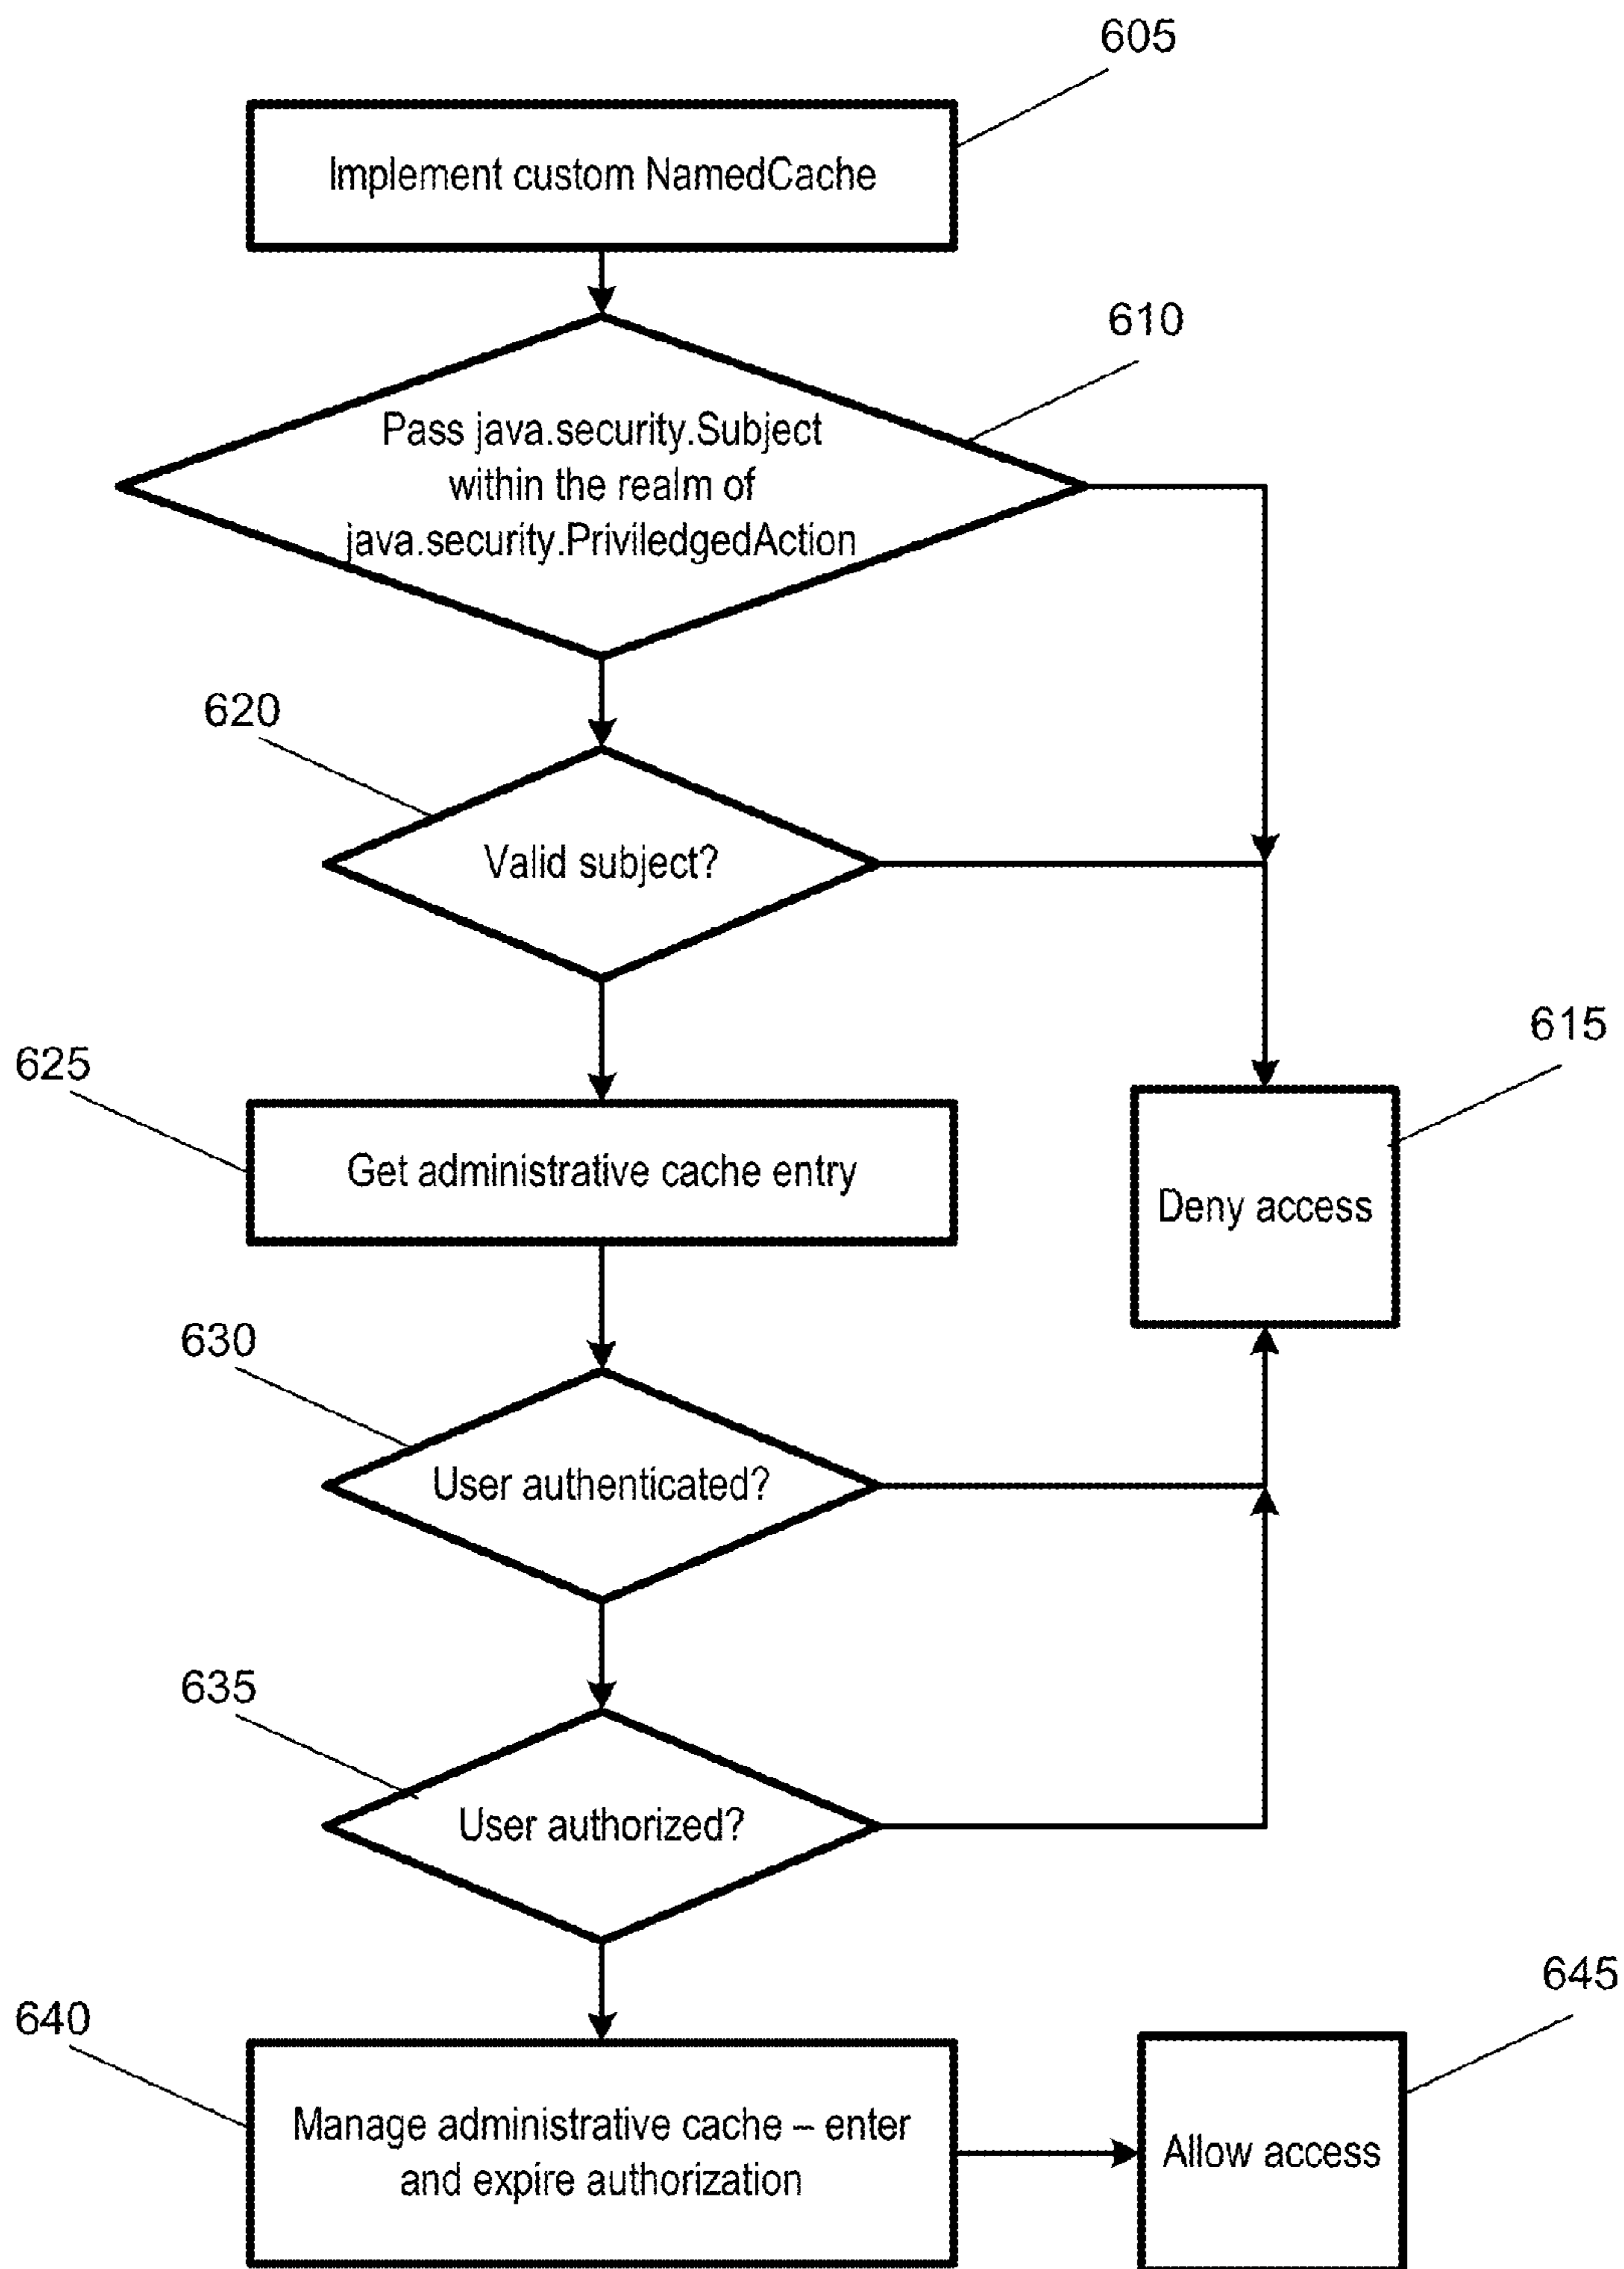 605
Implement custom NamedCache
610
Pass java.security.Subject
within the realm of
java.security.PriviledgedAction
620
Valid subject?
615
625
Get administrative cache entry
Deny access
630
User authenticated?
635
User authorized?
645
640
Manage administrative cache – enter
and expire authorization
Allow access